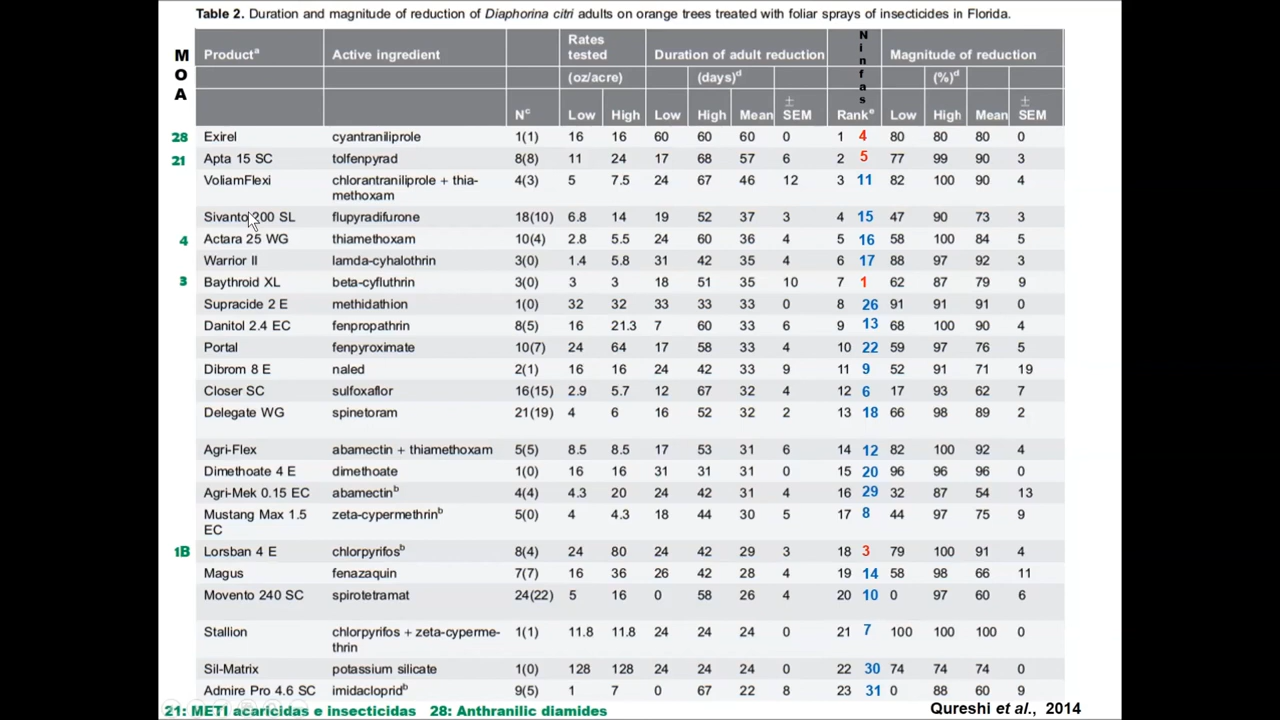 Table 2. Duration and magnitude of reduction of Diaphorina citri adults on orange trees treated with foliar sprays of insecticides in Florida.
MOA Productᵃ Active ingredient Nᶜ Rates tested (oz/acre) Low High Duration of adult reduction (days)ᵈ Low High Mean ± SEM Rankᵉ Ninfas Magnitude of reduction (%)ᵈ Low High Mean ± SEM
28 Exirel cyantraniliprole 1(1) 16 16 60 60 60 0 1 4 80 80 80 0
21 Apta 15 SC tolfenpyrad 8(8) 11 24 17 68 57 6 2 5 77 99 90 3
VoliamFlexi chlorantraniliprole + thia- 4(3) 5 7.5 24 67 46 12 3 11 82 100 90 4
methoxam
Sivanto 200 SL flupyradifurone 18(10) 6.8 14 19 52 37 3 4 15 47 90 73 3
4 Actara 25 WG thiamethoxam 10(4) 2.8 5.5 24 60 36 4 5 16 58 100 84 5
Warrior II lamda-cyhalothrin 3(0) 1.4 5.8 31 42 35 4 6 17 88 97 92 3
3 Baythroid XL beta-cyfluthrin 3(0) 3 3 18 51 35 10 7 1 62 87 79 9
Supracide 2 E methidathion 1(0) 32 32 33 33 33 0 8 26 91 91 91 0
Danitol 2.4 EC fenpropathrin 8(5) 16 21.3 7 60 33 6 9 13 68 100 90 4
Portal fenpyroximate 10(7) 24 64 17 58 33 4 10 22 59 97 76 5
Dibrom 8 E naled 2(1) 16 16 24 42 33 9 11 9 52 91 71 19
Closer SC sulfoxaflor 16(15) 2.9 5.7 12 67 32 4 12 6 17 93 62 7
Delegate WG spinetoram 21(19) 4 6 16 52 32 2 13 18 66 98 89 2
Agri-Flex abamectin + thiamethoxam 5(5) 8.5 8.5 17 53 31 6 14 12 82 100 92 4
Dimethoate 4 E dimethoate 1(0) 16 16 31 31 31 0 15 20 96 96 96 0
Agri-Mek 0.15 EC abamectinᵇ 4(4) 4.3 20 24 42 31 4 16 29 32 87 54 13
Mustang Max 1.5 zeta-cypermethrinᵇ 5(0) 4 4.3 18 44 30 5 17 8 44 97 75 9
EC
1B Lorsban 4 E chlorpyrifosᵇ 8(4) 24 80 24 42 29 3 18 3 79 100 91 4
Magus fenazaquin 7(7) 16 36 26 42 28 4 19 14 58 98 66 11
Movento 240 SC spirotetramat 24(22) 5 16 0 58 26 4 20 10 0 97 60 6
Stallion chlorpyrifos + zeta-cyperme- 1(1) 11.8 11.8 24 24 24 0 21 7 100 100 100 0
thrin
Sil-Matrix potassium silicate 1(0) 128 128 24 24 24 0 22 30 74 74 74 0
Admire Pro 4.6 SC imidaclopridᵇ 9(5) 1 7 0 67 22 8 23 31 0 88 60 9
21: METI acaricidas e insecticidas 28: Anthranilic diamides Qureshi et al., 2014